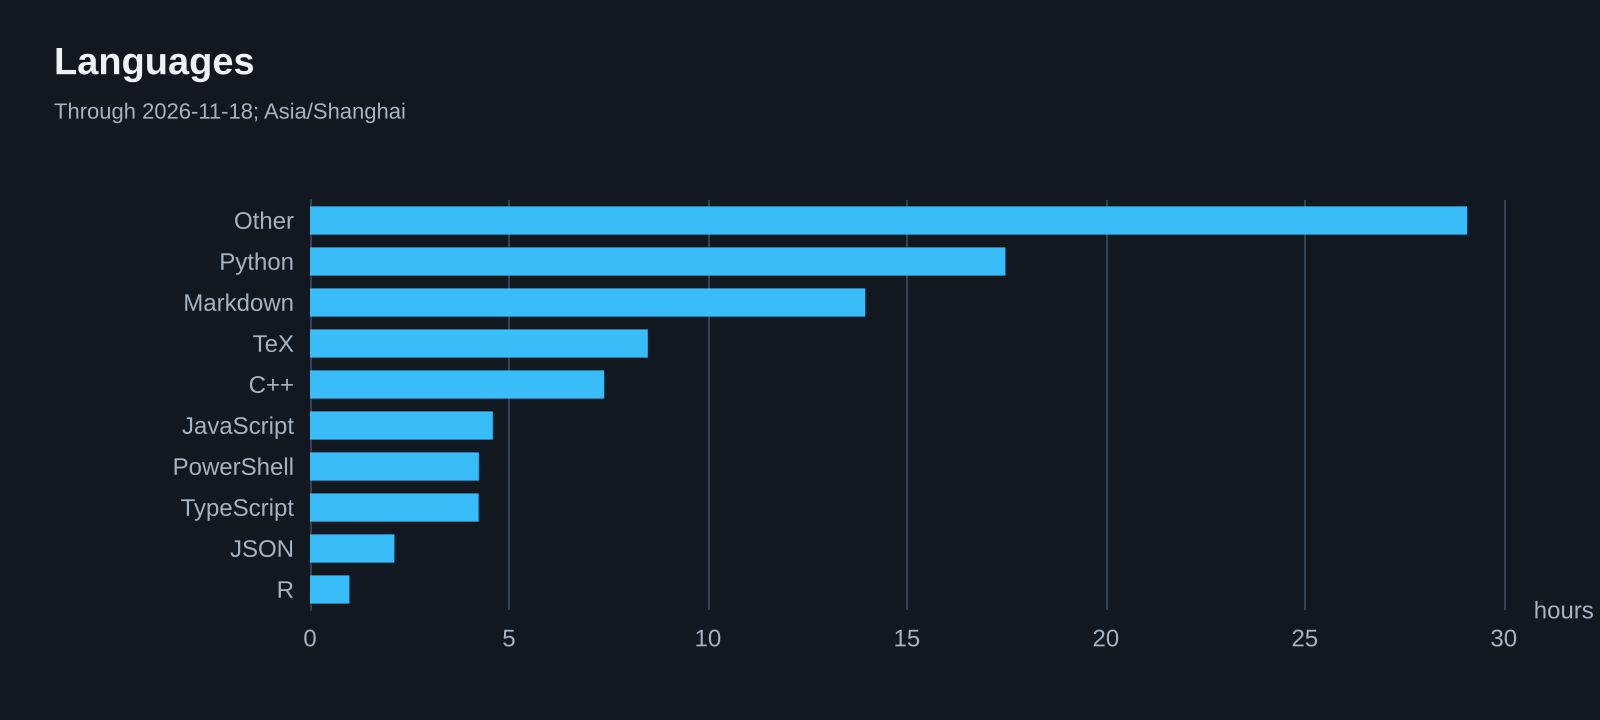 Languages
Through 2026-11-18; Asia/Shanghai
Other
Python
Markdown
TeX
C++
JavaScript
PowerShell
TypeScript
JSON
R
hours
0 5 10 15 20 25 30